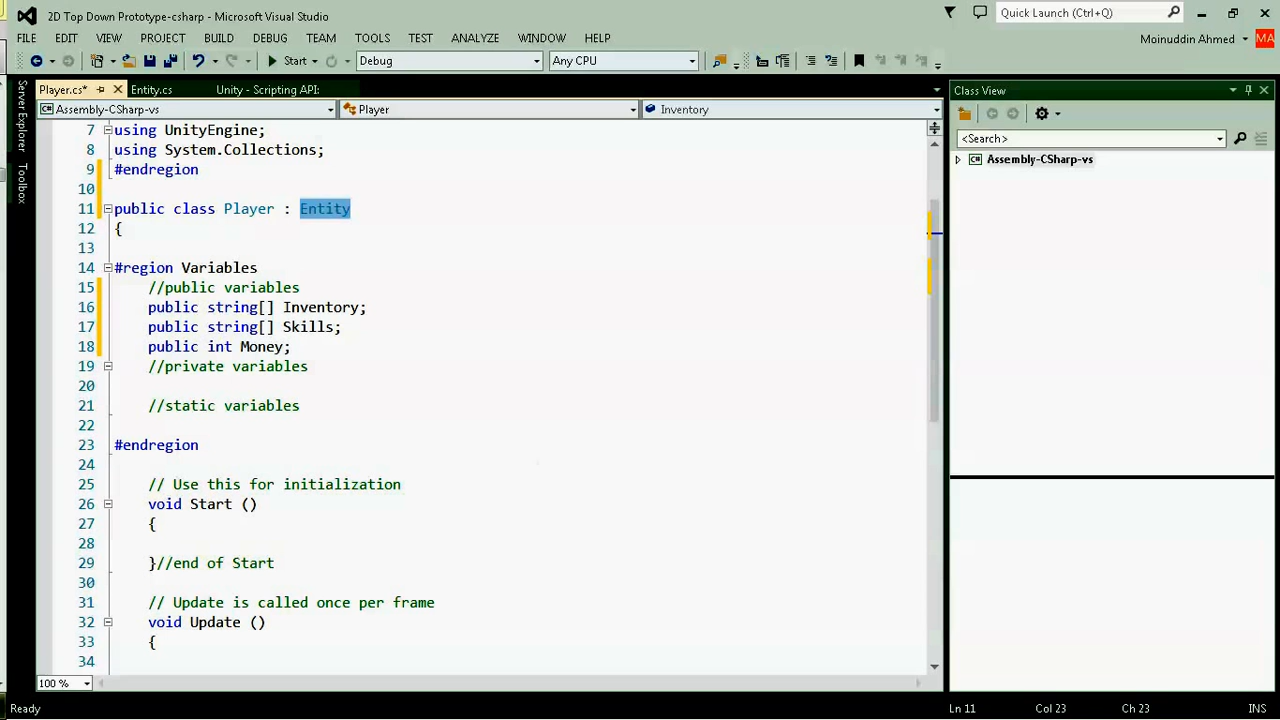 2D Top Down Prototype-csharp - Microsoft Visual Studio
Quick Launch (Ctrl+Q)
FILE EDIT VIEW PROJECT BUILD DEBUG TEAM TOOLS TEST ANALYZE WINDOW HELP
Moinuddin Ahmed MA
Start Debug Any CPU
Server Explorer
Toolbox
Player.cs* Entity.cs Unity - Scripting API:
Assembly-CSharp-vs Player Inventory
7 using UnityEngine;
8 using System.Collections;
9 #endregion
10
11 public class Player : Entity
12 {
13
14 #region Variables
15 //public variables
16 public string[] Inventory;
17 public string[] Skills;
18 public int Money;
19 //private variables
20
21 //static variables
22
23 #endregion
24
25 // Use this for initialization
26 void Start ()
27 {
28
29 }//end of Start
30
31 // Update is called once per frame
32 void Update ()
33 {
34
100 %
Class View
<Search>
Assembly-CSharp-vs
Ready Ln 11 Col 23 Ch 23 INS